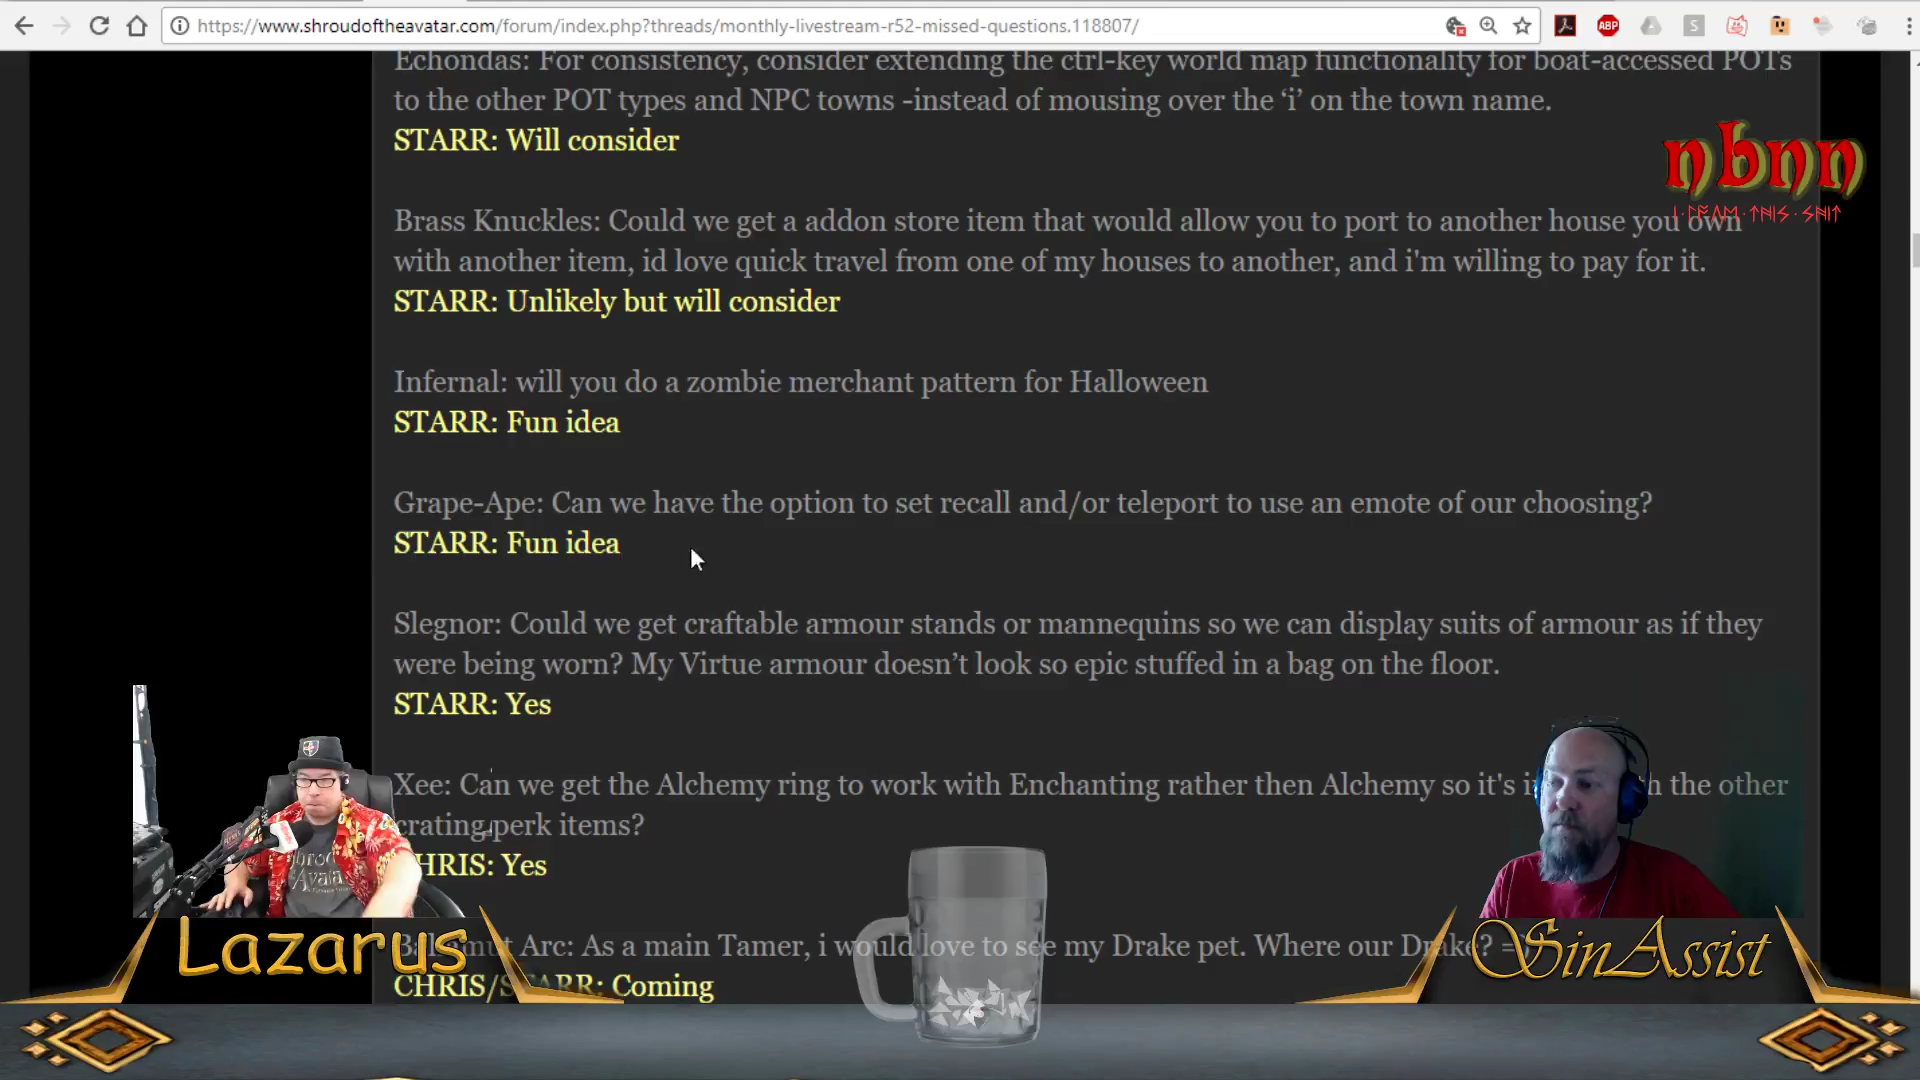 https://www.shroudoftheavatar.com/forum/index.php?threads/monthly-livestream-r52-missed-questions.118807/
ABP
S
Echondas: For consistency, consider extending the ctrl-key world map functionality for boat-accessed POTs
to the other POT types and NPC towns -instead of mousing over the ‘i’ on the town name.
STARR: Will consider
nbnn
Brass Knuckles: Could we get a addon store item that would allow you to port to another house you own
with another item, id love quick travel from one of my houses to another, and i'm willing to pay for it.
STARR: Unlikely but will consider
Infernal: will you do a zombie merchant pattern for Halloween
STARR: Fun idea
Grape-Ape: Can we have the option to set recall and/or teleport to use an emote of our choosing?
STARR: Fun idea
Slegnor: Could we get craftable armour stands or mannequins so we can display suits of armour as if they
were being worn? My Virtue armour doesn’t look so epic stuffed in a bag on the floor.
STARR: Yes
Xee: Can we get the Alchemy ring to work with Enchanting rather then Alchemy so it's the other
crating perk items?
CHRIS: Yes
Arc: As a main Tamer, i would love to see my Drake pet. Where our Drake? =
CHRIS/STARR: Coming
Lazarus
SinAssist